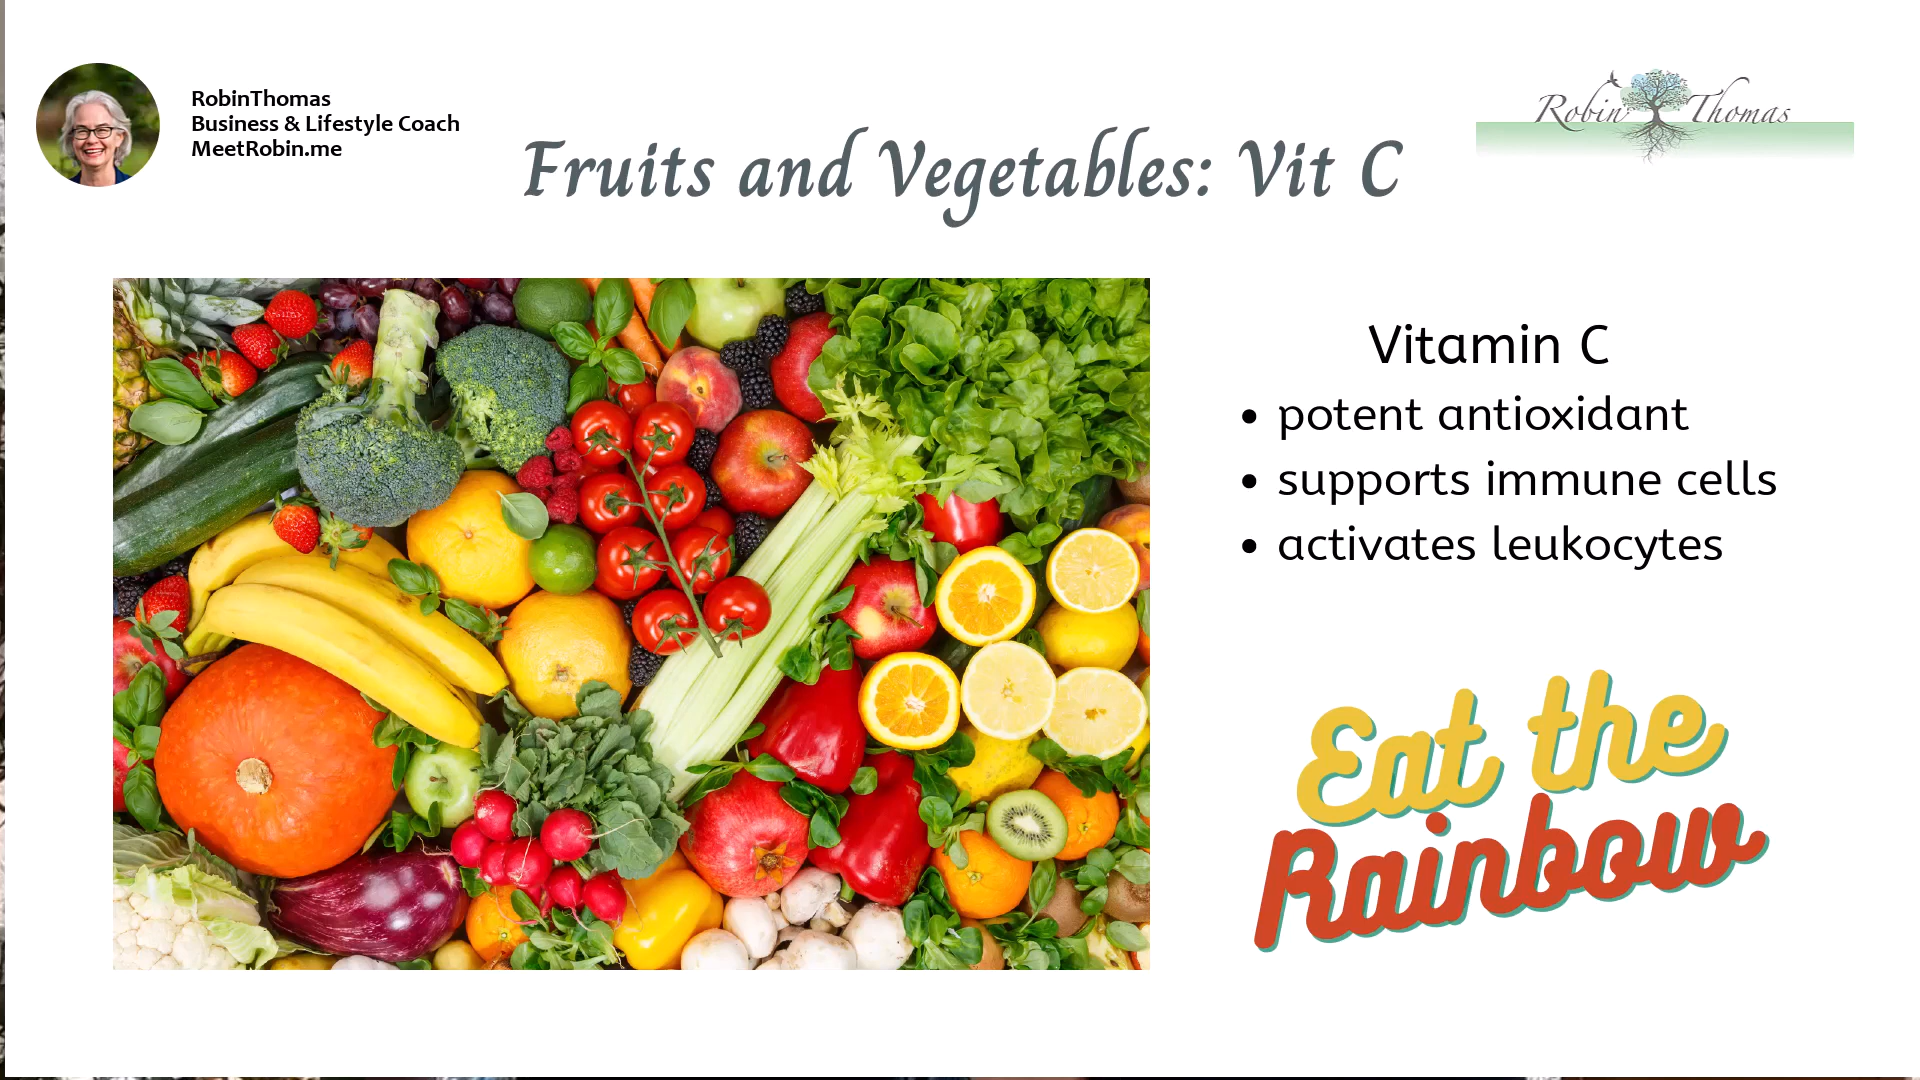 RobinThomas
Business & Lifestyle Coach
MeetRobin.me
Robin Thomas
Fruits and Vegetables: Vit C
Vitamin C
• potent antioxidant
• supports immune cells
• activates leukocytes
Eat the
Rainbow